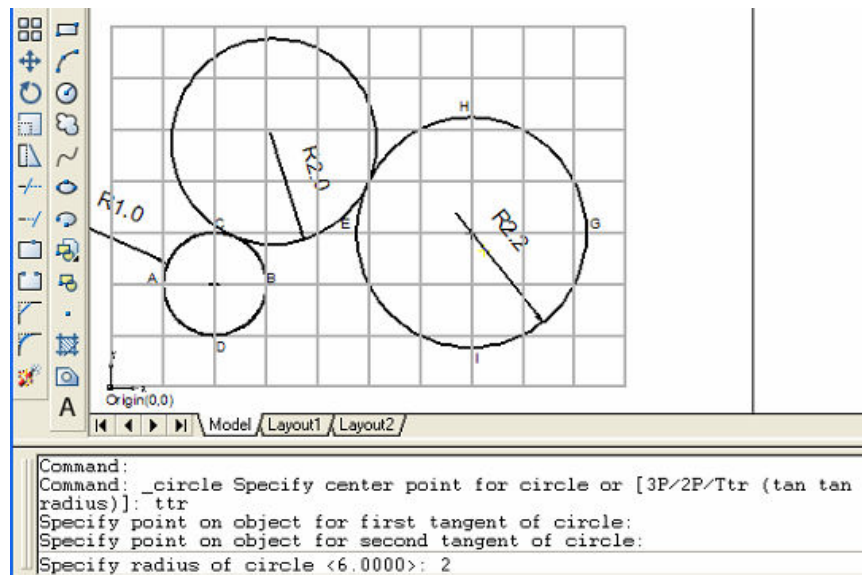 H
R2.0
R1.0
C
E
R2.2
G
A
B
D
I
Y
X
Origin(0,0)
A
Model Layout1 Layout2
Command:
Command: _circle Specify center point for circle or [3P/2P/Ttr (tan tan
radius)]: ttr
Specify point on object for first tangent of circle:
Specify point on object for second tangent of circle:
Specify radius of circle <6.0000>: 2